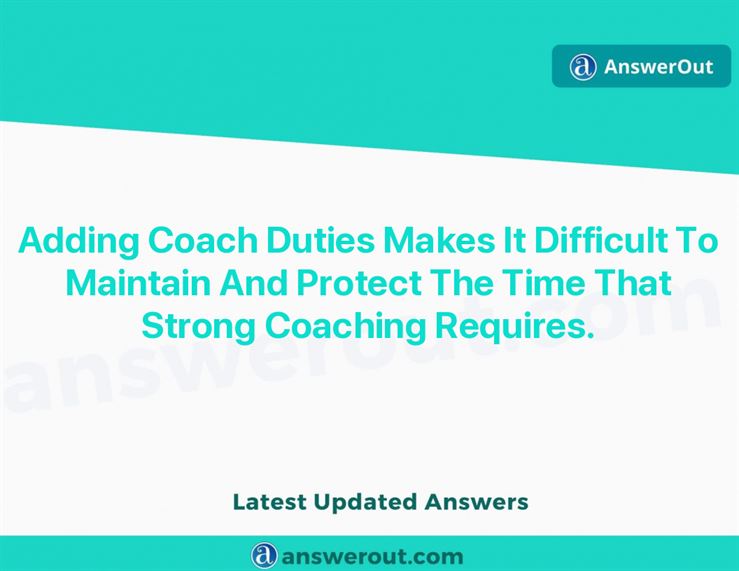 AnswerOut
Adding Coach Duties Makes It Difficult To
Maintain And Protect The Time That
Strong Coaching Requires.
answerout.com
Latest Updated Answers
answerout.com